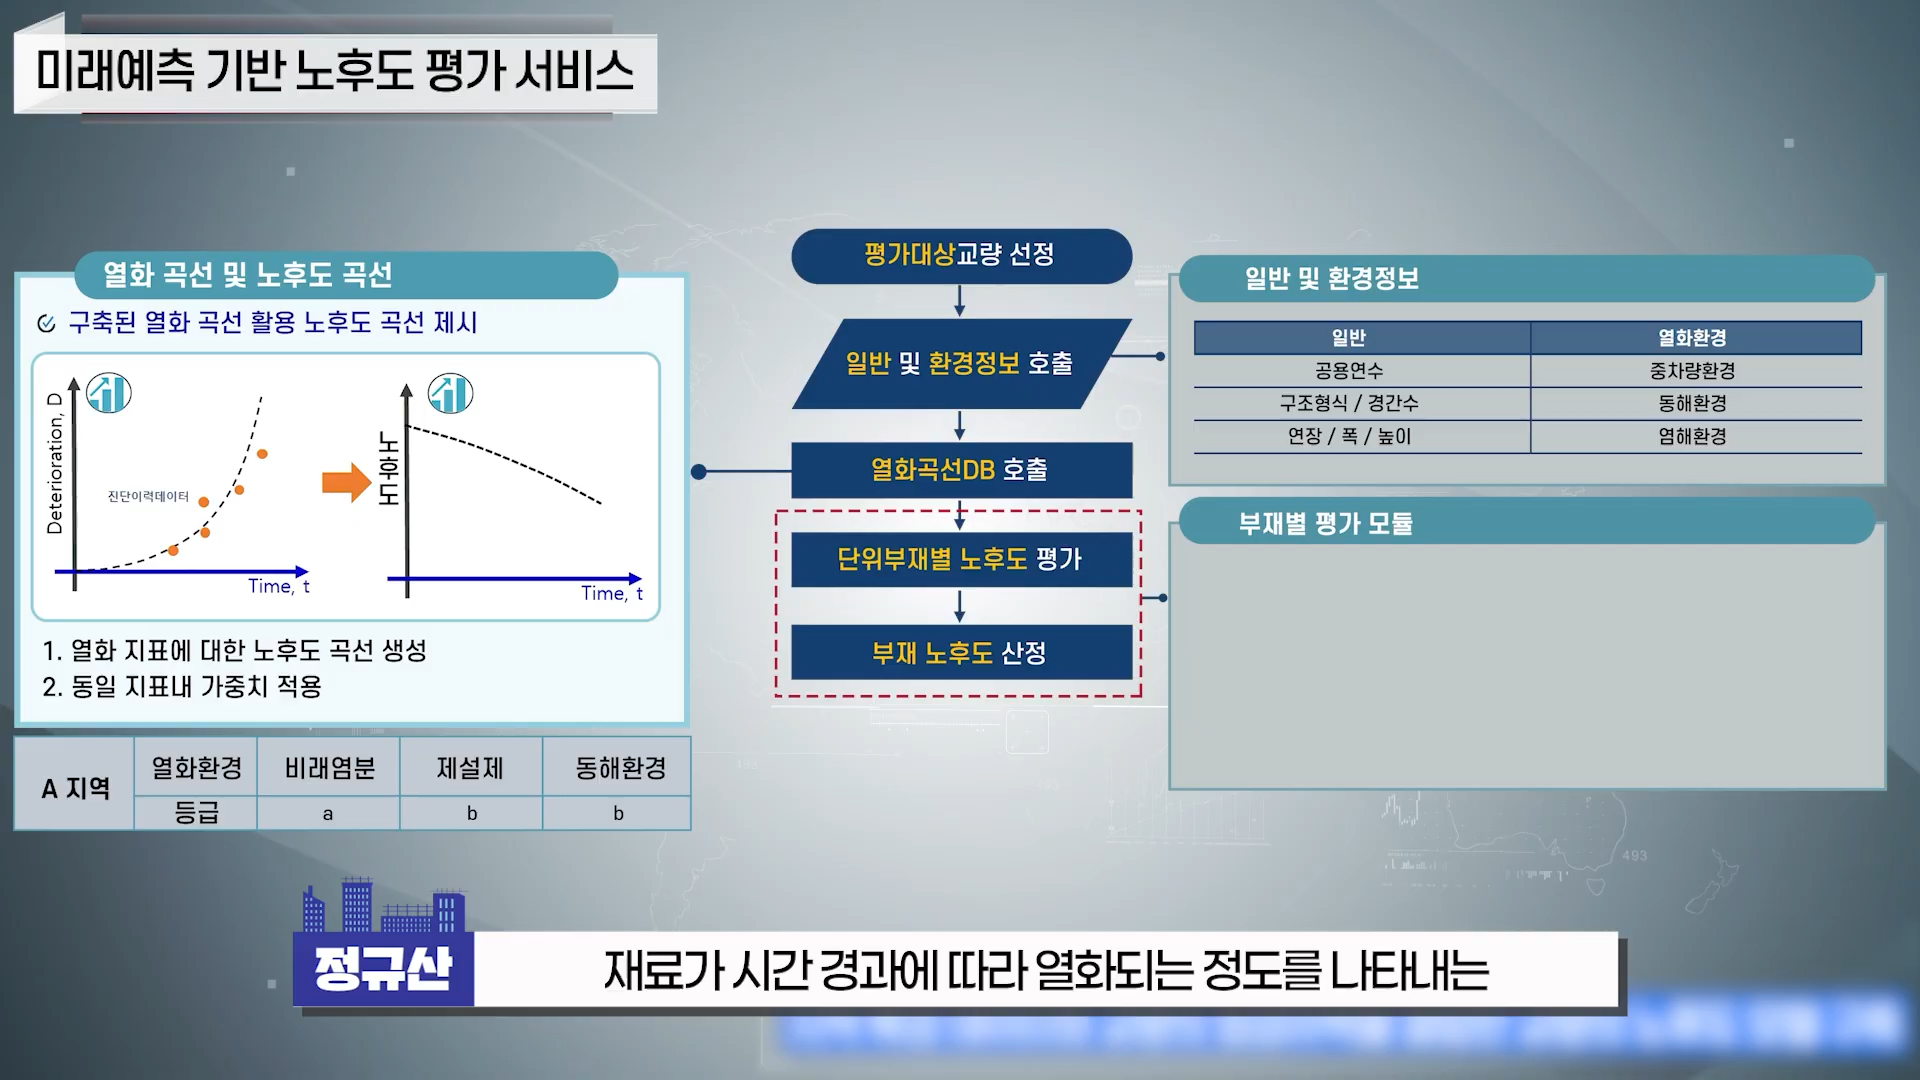 미래예측 기반 노후도 평가 서비스
열화 곡선 및 노후도 곡선
구축된 열화 곡선 활용 노후도 곡선 제시
Deterioration, D
진단이력데이터
Time, t
노후도
Time, t
1. 열화 지표에 대한 노후도 곡선 생성
2. 동일 지표내 가중치 적용
A 지역
열화환경 비래염분 제설제 동해환경
등급 a b b
평가대상교량 선정
일반 및 환경정보 호출
열화곡선DB 호출
단위부재별 노후도 평가
부재 노후도 산정
일반 및 환경정보
일반 열화환경
공용연수 중차량환경
구조형식 / 경간수 동해환경
연장 / 폭 / 높이 염해환경
부재별 평가 모듈
493
493
정규산
재료가 시간 경과에 따라 열화되는 정도를 나타내는